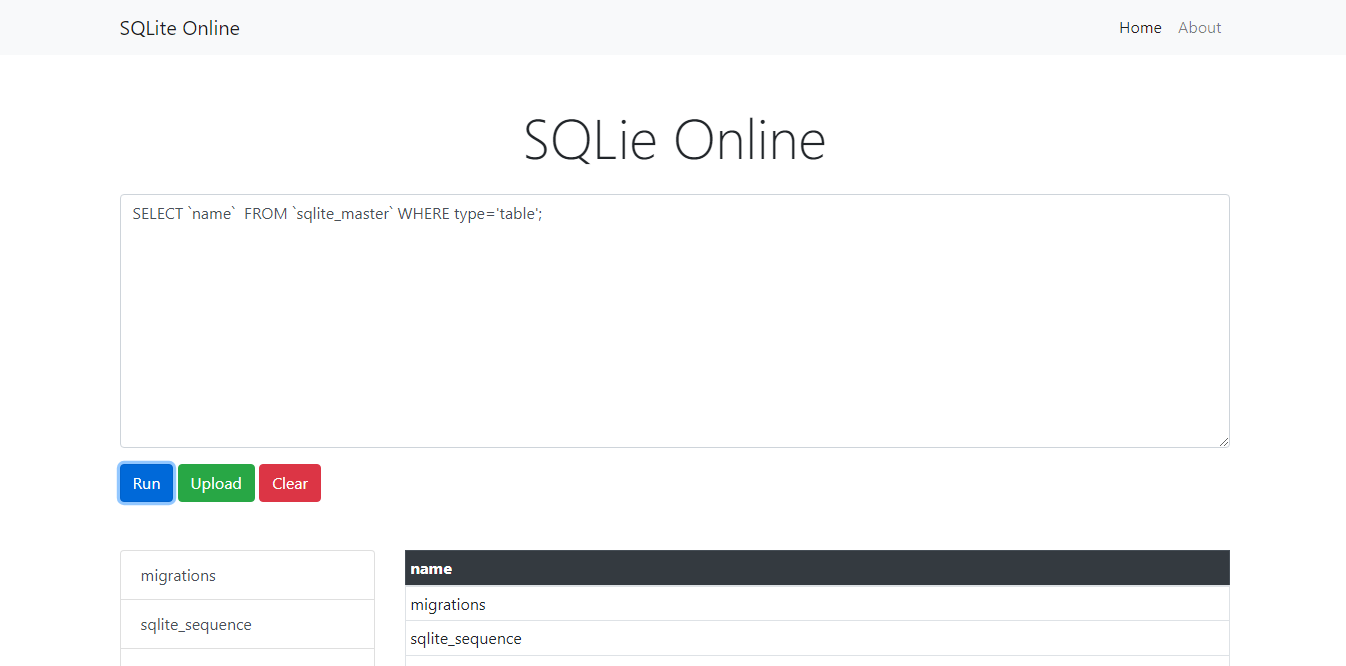 SQLite Online
Home About
SQLie Online
SELECT `name`  FROM `sqlite_master` WHERE type='table';
Run Upload Clear
migrations
sqlite_sequence
name
migrations
sqlite_sequence